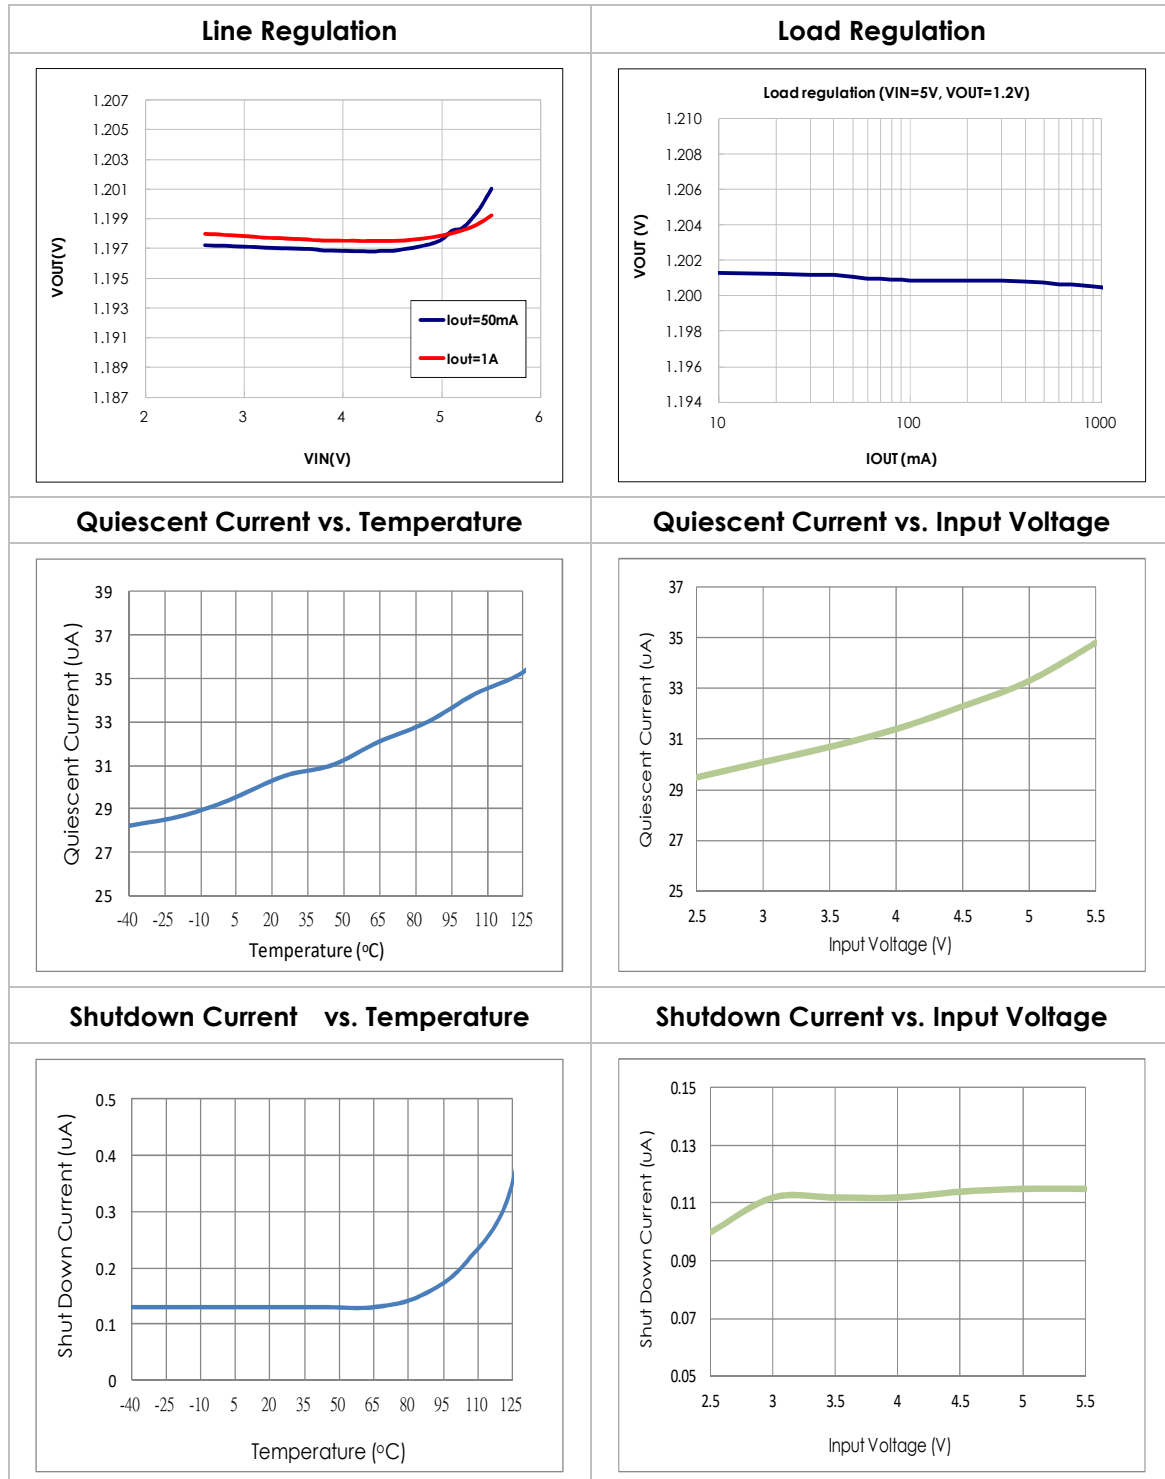 Line Regulation
Load Regulation
1.207
1.205
1.203
1.201
1.199
1.197
1.195
1.193
1.191
1.189
1.187
VOUT(V)
2 3 4 5 6
VIN(V)
Iout=50mA
Iout=1A
Load regulation (VIN=5V, VOUT=1.2V)
1.210
1.208
1.206
1.204
1.202
1.200
1.198
1.196
1.194
VOUT (V)
10 100 1000
IOUT (mA)
Quiescent Current vs. Temperature
Quiescent Current vs. Input Voltage
39
37
35
33
31
29
27
25
Quiescent Current (uA)
-40 -25 -10 5 20 35 50 65 80 95 110 125
Temperature (°C)
37
35
33
31
29
27
25
Quiescent Current (uA)
2.5 3 3.5 4 4.5 5 5.5
Input Voltage (V)
Shutdown Current vs. Temperature
Shutdown Current vs. Input Voltage
0.5
0.4
0.3
0.2
0.1
0
Shut Down Current (uA)
-40 -25 -10 5 20 35 50 65 80 95 110 125
Temperature (°C)
0.15
0.13
0.11
0.09
0.07
0.05
Shut Down Current (uA)
2.5 3 3.5 4 4.5 5 5.5
Input Voltage (V)